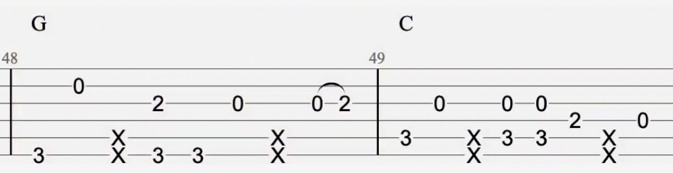 G C
48 49
0
2 0 0 2 0 0 0
2 0
X X 3 X 3 3 X
3 X 3 3 X X X